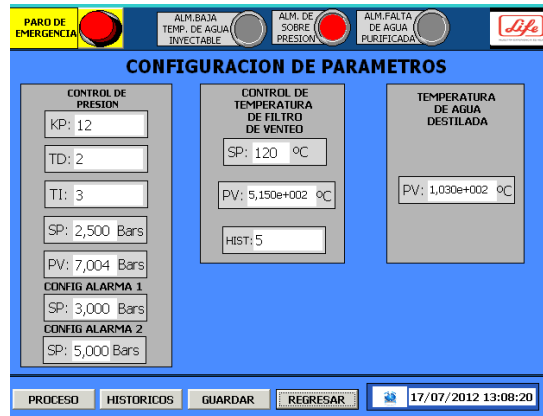 PARO DE
EMERGENCIA
ALM.BAJA
TEMP. DE AGUA
INYECTABLE
ALM. DE
SOBRE
PRESION
ALM.FALTA
DE AGUA
PURIFICADA
Life
CONFIGURACION DE PARAMETROS
CONTROL DE
PRESION
KP: 12
TD: 2
TI: 3
SP: 2,500 Bars
PV: 7,004 Bars
CONFIG ALARMA 1
SP: 3,000 Bars
CONFIG ALARMA 2
SP: 5,000 Bars
CONTROL DE
TEMPERATURA
DE FILTRO
DE VENTEO
SP: 120 ºC
PV: 5,150e+002 ºC
HIST: 5
TEMPERATURA
DE AGUA
DESTILADA
PV: 1,030e+002 ºC
PROCESO
HISTORICOS
GUARDAR
REGRESAR
17/07/2012 13:08:20